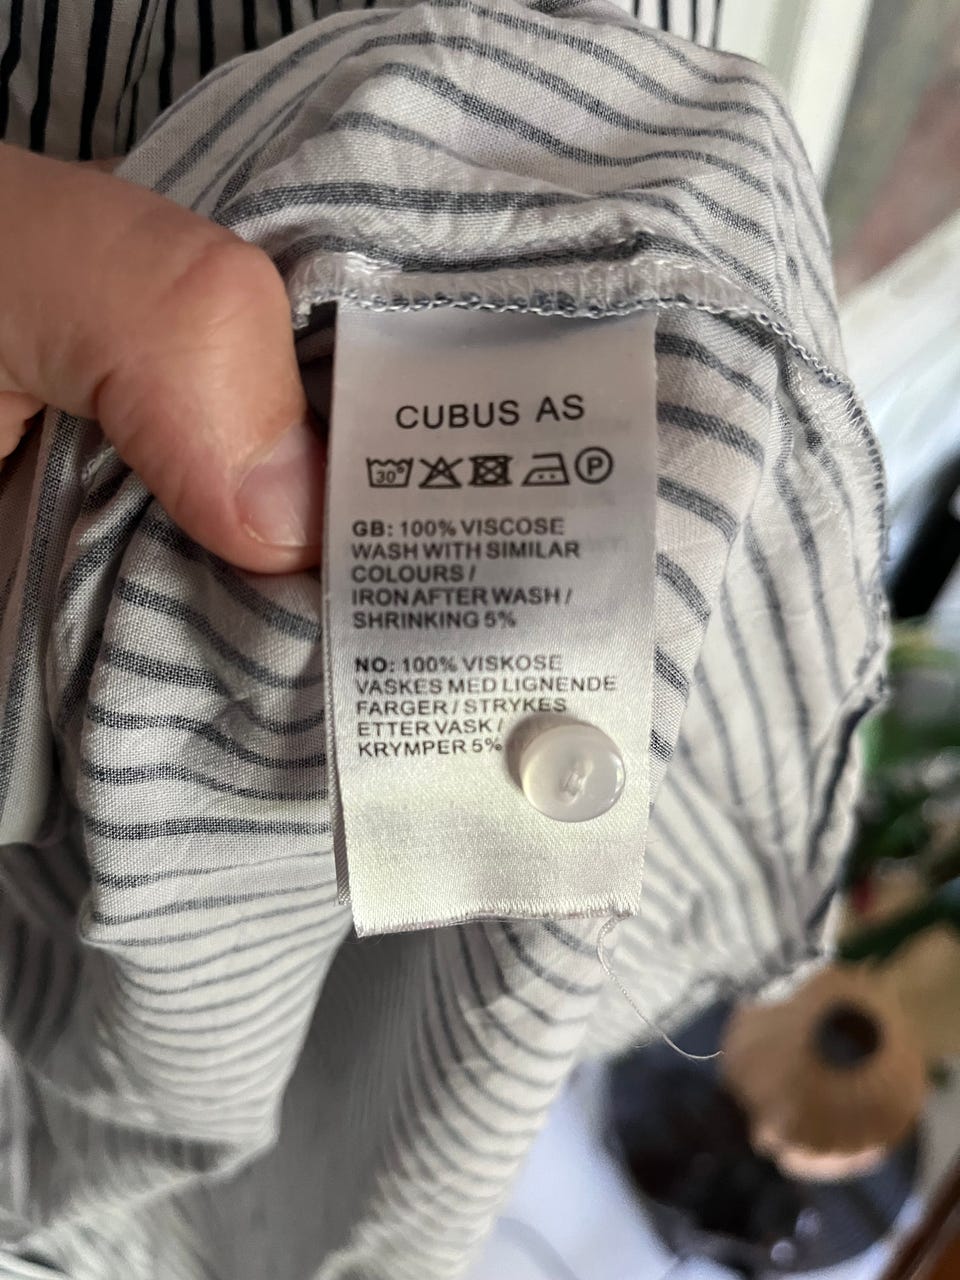 CUBUS AS
30° P
GB: 100% VISCOSE
WASH WITH SIMILAR
COLOURS /
IRON AFTER WASH /
SHRINKING 5%
NO: 100% VISKOSE
VASKES MED LIGNENDE
FARGER / STRYKES
ETTER VASK /
KRYMPER 5%